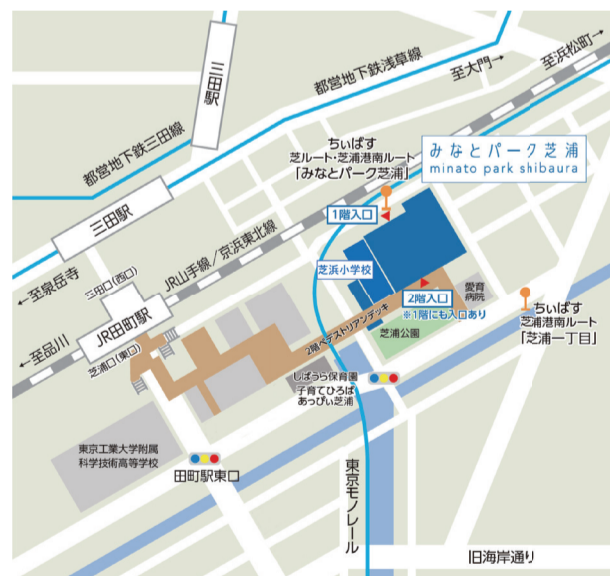 三田駅
都営地下鉄浅草線
至大門→
至浜松町→
都営地下鉄三田線
ちぃばす
芝ルート・芝浦港南ルート
「みなとパーク芝浦」
みなとパーク芝浦
minato park shibaura
三田駅
1階入口
JR山手線/京浜東北線
芝浜小学校
←至泉岳寺
三田口(西口)
JR田町駅
←至品川
芝浦口(東口)
2階入口
※1階にも入口あり
愛育
病院
ちぃばす
芝浦港南ルート
「芝浦一丁目」
2階ペデストリアンデッキ
芝浦公園
しばうら保育園
子育てひろば
あっぴぃ芝浦
東京工業大学附属
科学技術高等学校
田町駅東口
東京モノレール
旧海岸通り